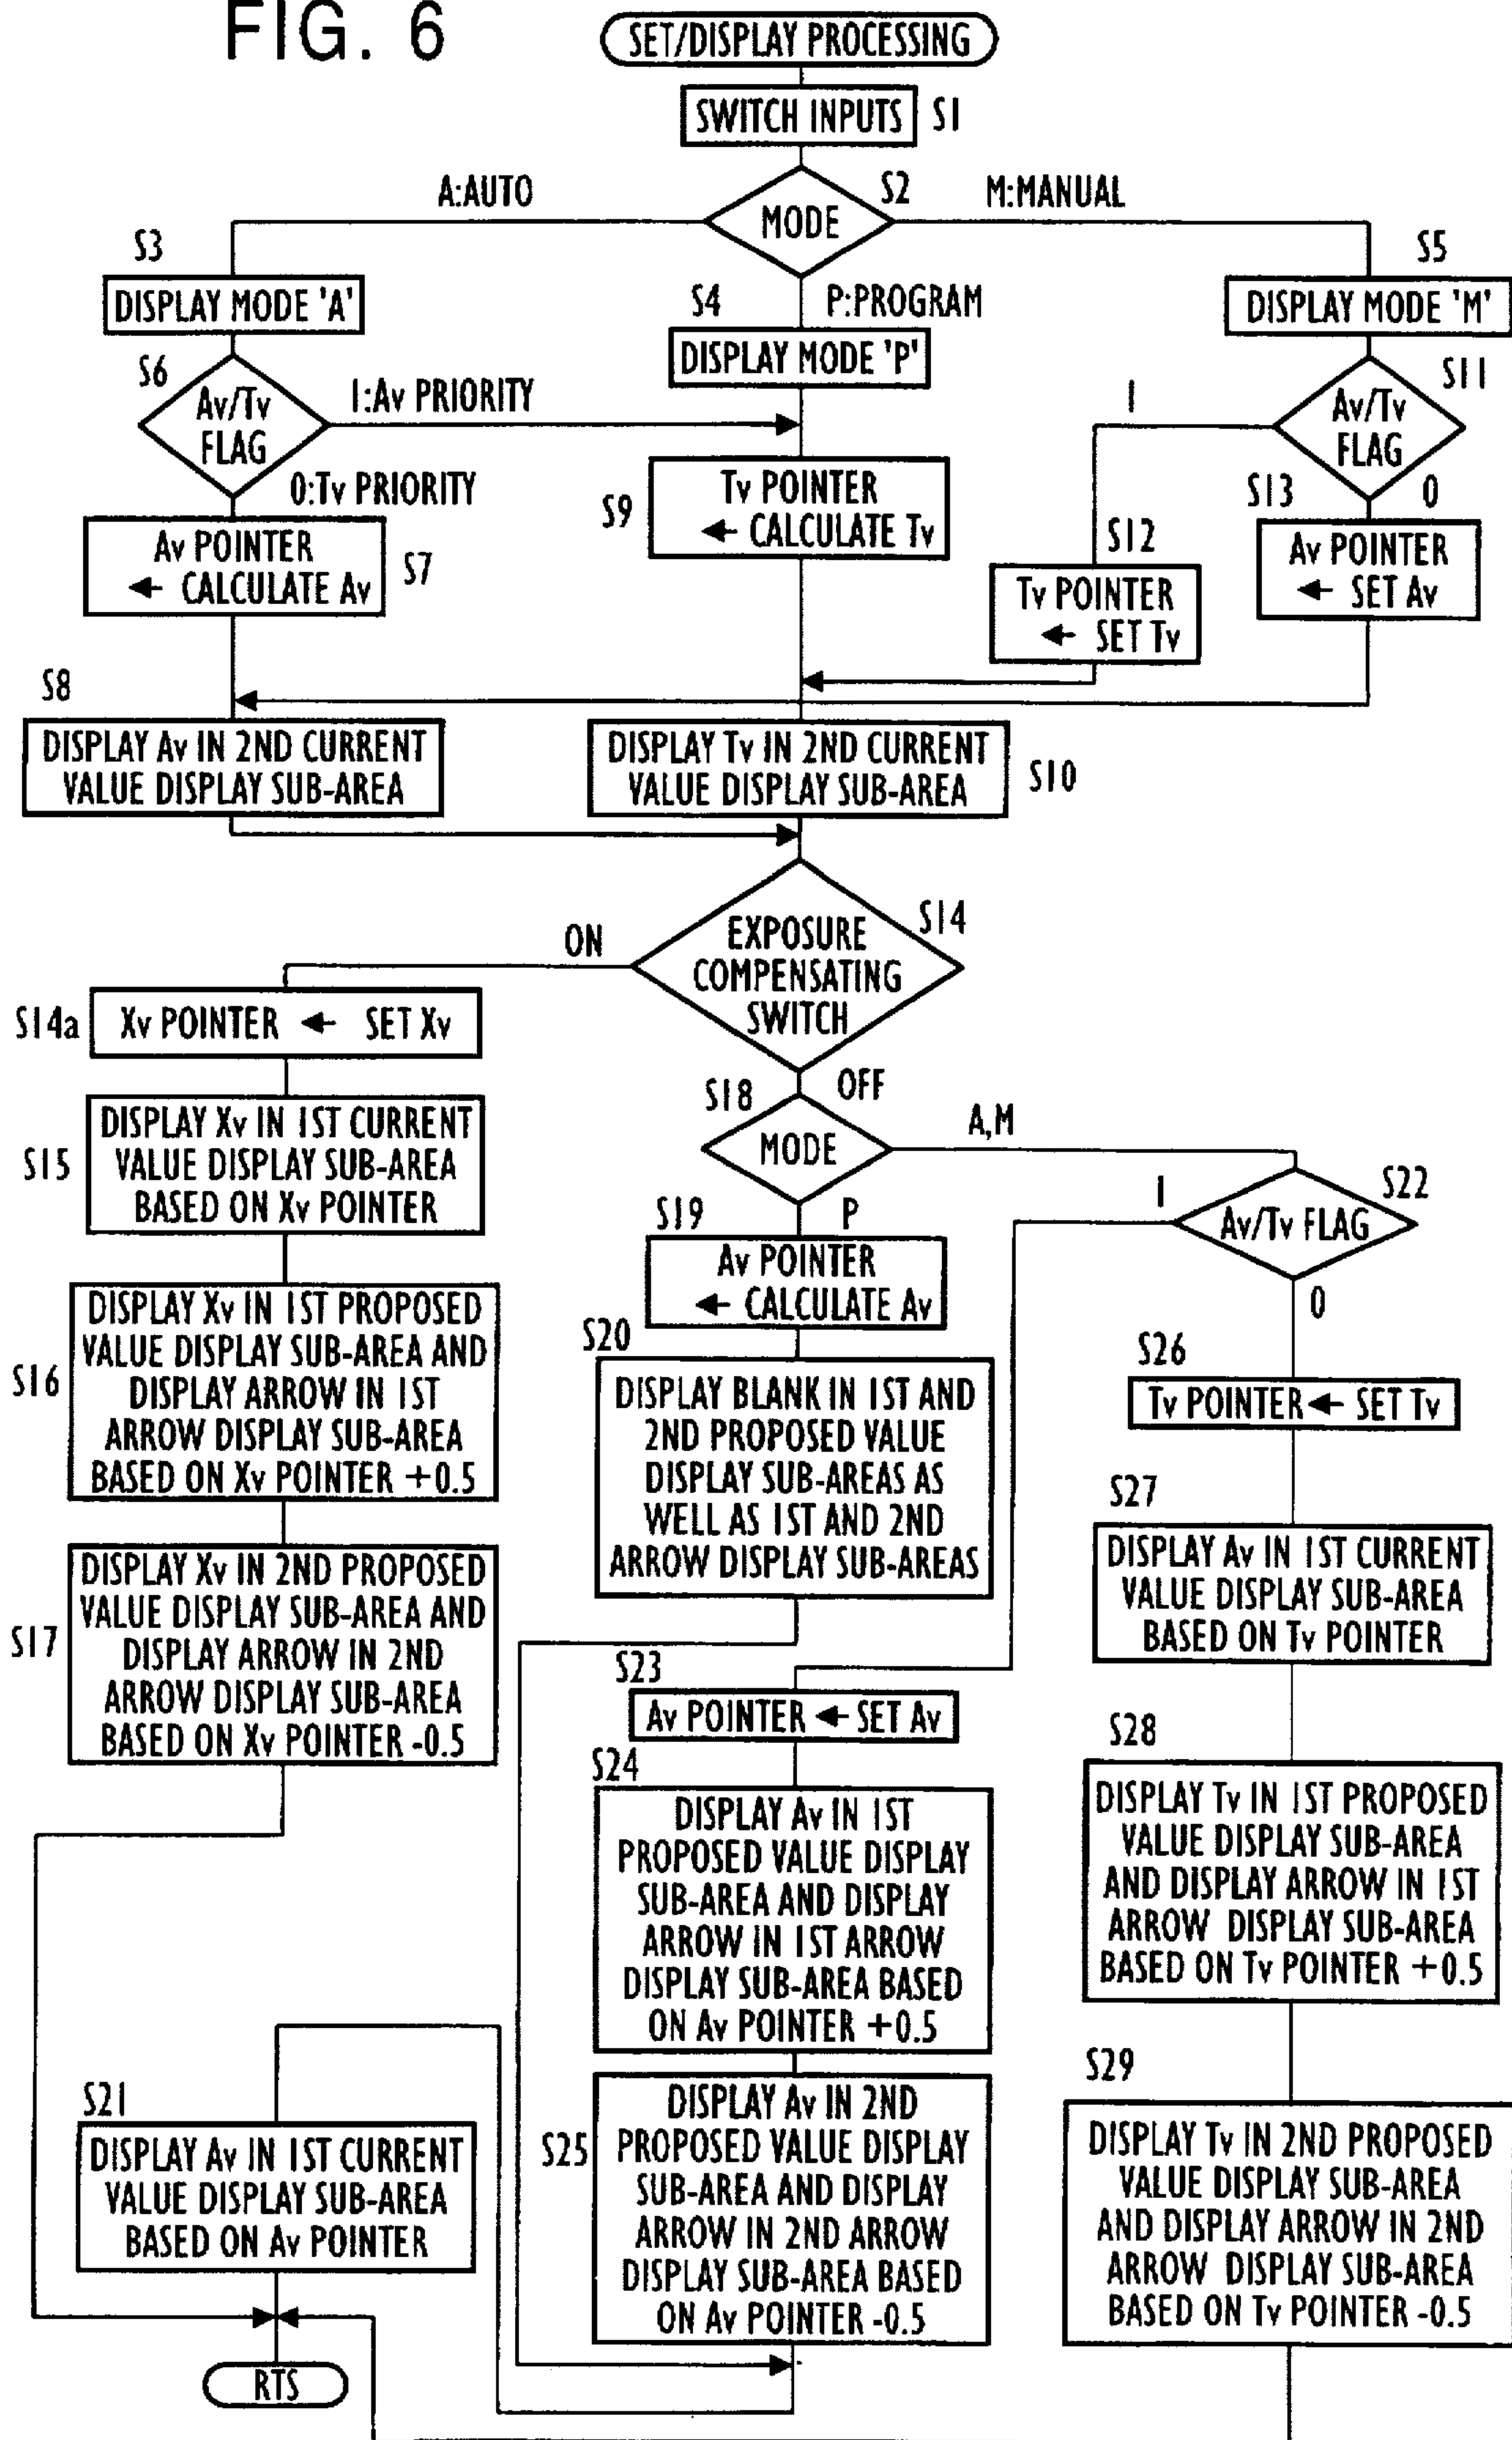 FIG. 6
SET/DISPLAY PROCESSING
SWITCH INPUTS
S1
A:AUTO
MODE
S2
M:MANUAL
S3
DISPLAY MODE 'A'
S4
P:PROGRAM
DISPLAY MODE 'P'
S5
DISPLAY MODE 'M'
S6
Av/Tv
FLAG
1:Av PRIORITY
0:Tv PRIORITY
S11
Av/Tv
FLAG
1
0
Av POINTER
← CALCULATE Av
S7
S9
Tv POINTER
← CALCULATE Tv
S12
Tv POINTER
← SET Tv
S13
Av POINTER
← SET Av
S8
DISPLAY Av IN 2ND CURRENT
VALUE DISPLAY SUB-AREA
DISPLAY Tv IN 2ND CURRENT
VALUE DISPLAY SUB-AREA
S10
ON
EXPOSURE
COMPENSATING
SWITCH
S14
OFF
S14a
Xv POINTER ← SET Xv
S15
DISPLAY Xv IN 1ST CURRENT
VALUE DISPLAY SUB-AREA
BASED ON Xv POINTER
S16
DISPLAY Xv IN 1ST PROPOSED
VALUE DISPLAY SUB-AREA AND
DISPLAY ARROW IN 1ST
ARROW DISPLAY SUB-AREA
BASED ON Xv POINTER +0.5
S17
DISPLAY Xv IN 2ND PROPOSED
VALUE DISPLAY SUB-AREA AND
DISPLAY ARROW IN 2ND
ARROW DISPLAY SUB-AREA
BASED ON Xv POINTER -0.5
S18
MODE
A,M
P
S19
Av POINTER
← CALCULATE Av
S20
DISPLAY BLANK IN 1ST AND
2ND PROPOSED VALUE
DISPLAY SUB-AREAS AS
WELL AS 1ST AND 2ND
ARROW DISPLAY SUB-AREAS
S22
Av/Tv FLAG
1
0
S23
Av POINTER ← SET Av
S24
DISPLAY Av IN 1ST
PROPOSED VALUE DISPLAY
SUB-AREA AND DISPLAY
ARROW IN 1ST ARROW
DISPLAY SUB-AREA BASED
ON Av POINTER +0.5
S25
DISPLAY Av IN 2ND
PROPOSED VALUE DISPLAY
SUB-AREA AND DISPLAY
ARROW IN 2ND ARROW
DISPLAY SUB-AREA BASED
ON Av POINTER -0.5
S26
Tv POINTER ← SET Tv
S27
DISPLAY Av IN 1ST CURRENT
VALUE DISPLAY SUB-AREA
BASED ON Tv POINTER
S28
DISPLAY Tv IN 1ST PROPOSED
VALUE DISPLAY SUB-AREA
AND DISPLAY ARROW IN 1ST
ARROW DISPLAY SUB-AREA
BASED ON Tv POINTER +0.5
S29
DISPLAY Tv IN 2ND PROPOSED
VALUE DISPLAY SUB-AREA
AND DISPLAY ARROW IN 2ND
ARROW DISPLAY SUB-AREA
BASED ON Tv POINTER -0.5
S21
DISPLAY Av IN 1ST CURRENT
VALUE DISPLAY SUB-AREA
BASED ON Av POINTER
RTS